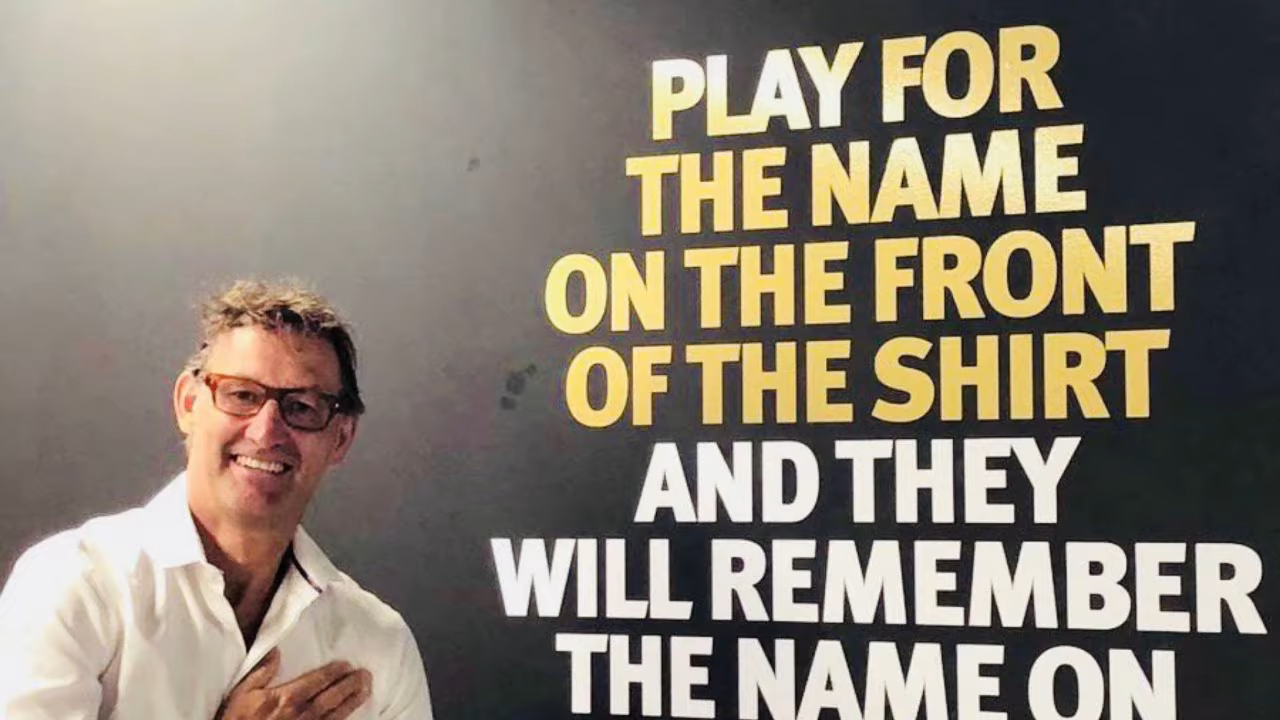 PLAY FOR
THE NAME
ON THE FRONT
OF THE SHIRT
AND THEY
WILL REMEMBER
THE NAME ON